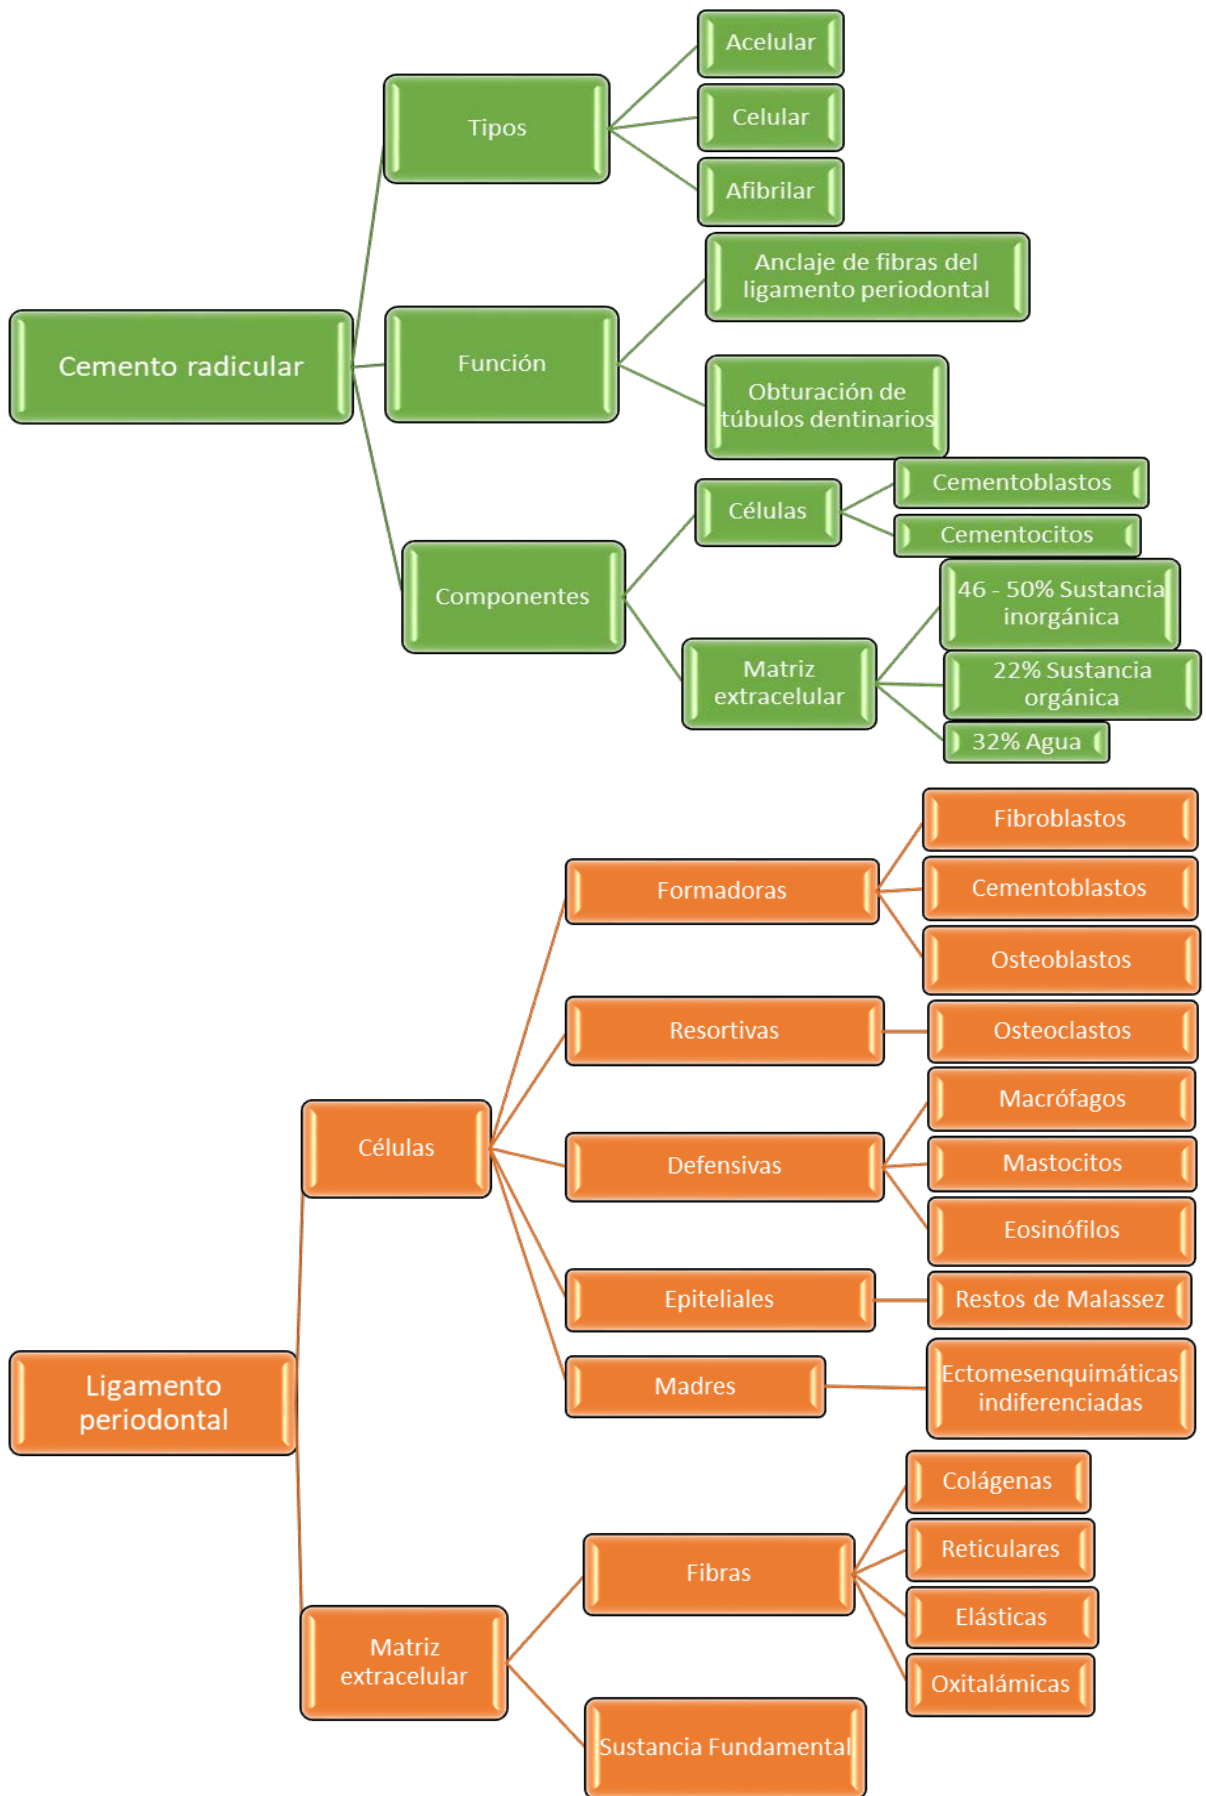 Cemento radicular
Tipos
Acelular
Celular
Afibrilar
Función
Anclaje de fibras del
ligamento periodontal
Obturación de
túbulos dentinarios
Componentes
Células
Cementoblastos
Cementocitos
Matriz
extracelular
46 - 50% Sustancia
inorgánica
22% Sustancia
orgánica
32% Agua
Ligamento
periodontal
Células
Formadoras
Fibroblastos
Cementoblastos
Osteoblastos
Resortivas
Osteoclastos
Defensivas
Macrófagos
Mastocitos
Eosinófilos
Epiteliales
Restos de Malassez
Madres
Ectomesenquimáticas
indiferenciadas
Matriz
extracelular
Fibras
Colágenas
Reticulares
Elásticas
Oxitalámicas
Sustancia Fundamental